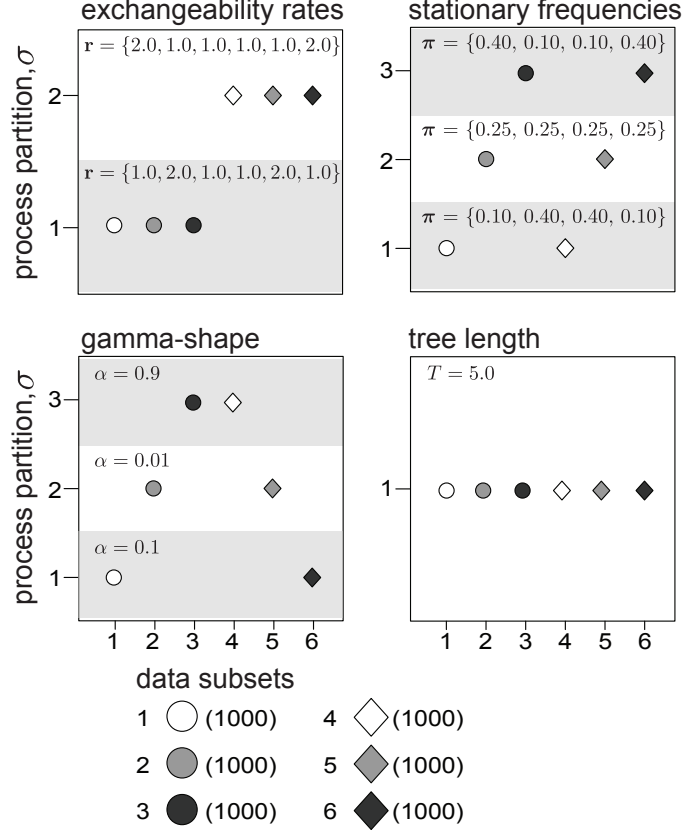 exchangeability rates
stationary frequencies
process partition, σ
2
r = {2.0, 1.0, 1.0, 1.0, 1.0, 2.0}
1
r = {1.0, 2.0, 1.0, 1.0, 2.0, 1.0}
3
π = {0.40, 0.10, 0.10, 0.40}
2
π = {0.25, 0.25, 0.25, 0.25}
1
π = {0.10, 0.40, 0.40, 0.10}
gamma-shape
tree length
process partition, σ
3
α = 0.9
2
α = 0.01
1
α = 0.1
1 2 3 4 5 6
T = 5.0
1
1 2 3 4 5 6
data subsets
1 (1000) 4 (1000)
2 (1000) 5 (1000)
3 (1000) 6 (1000)